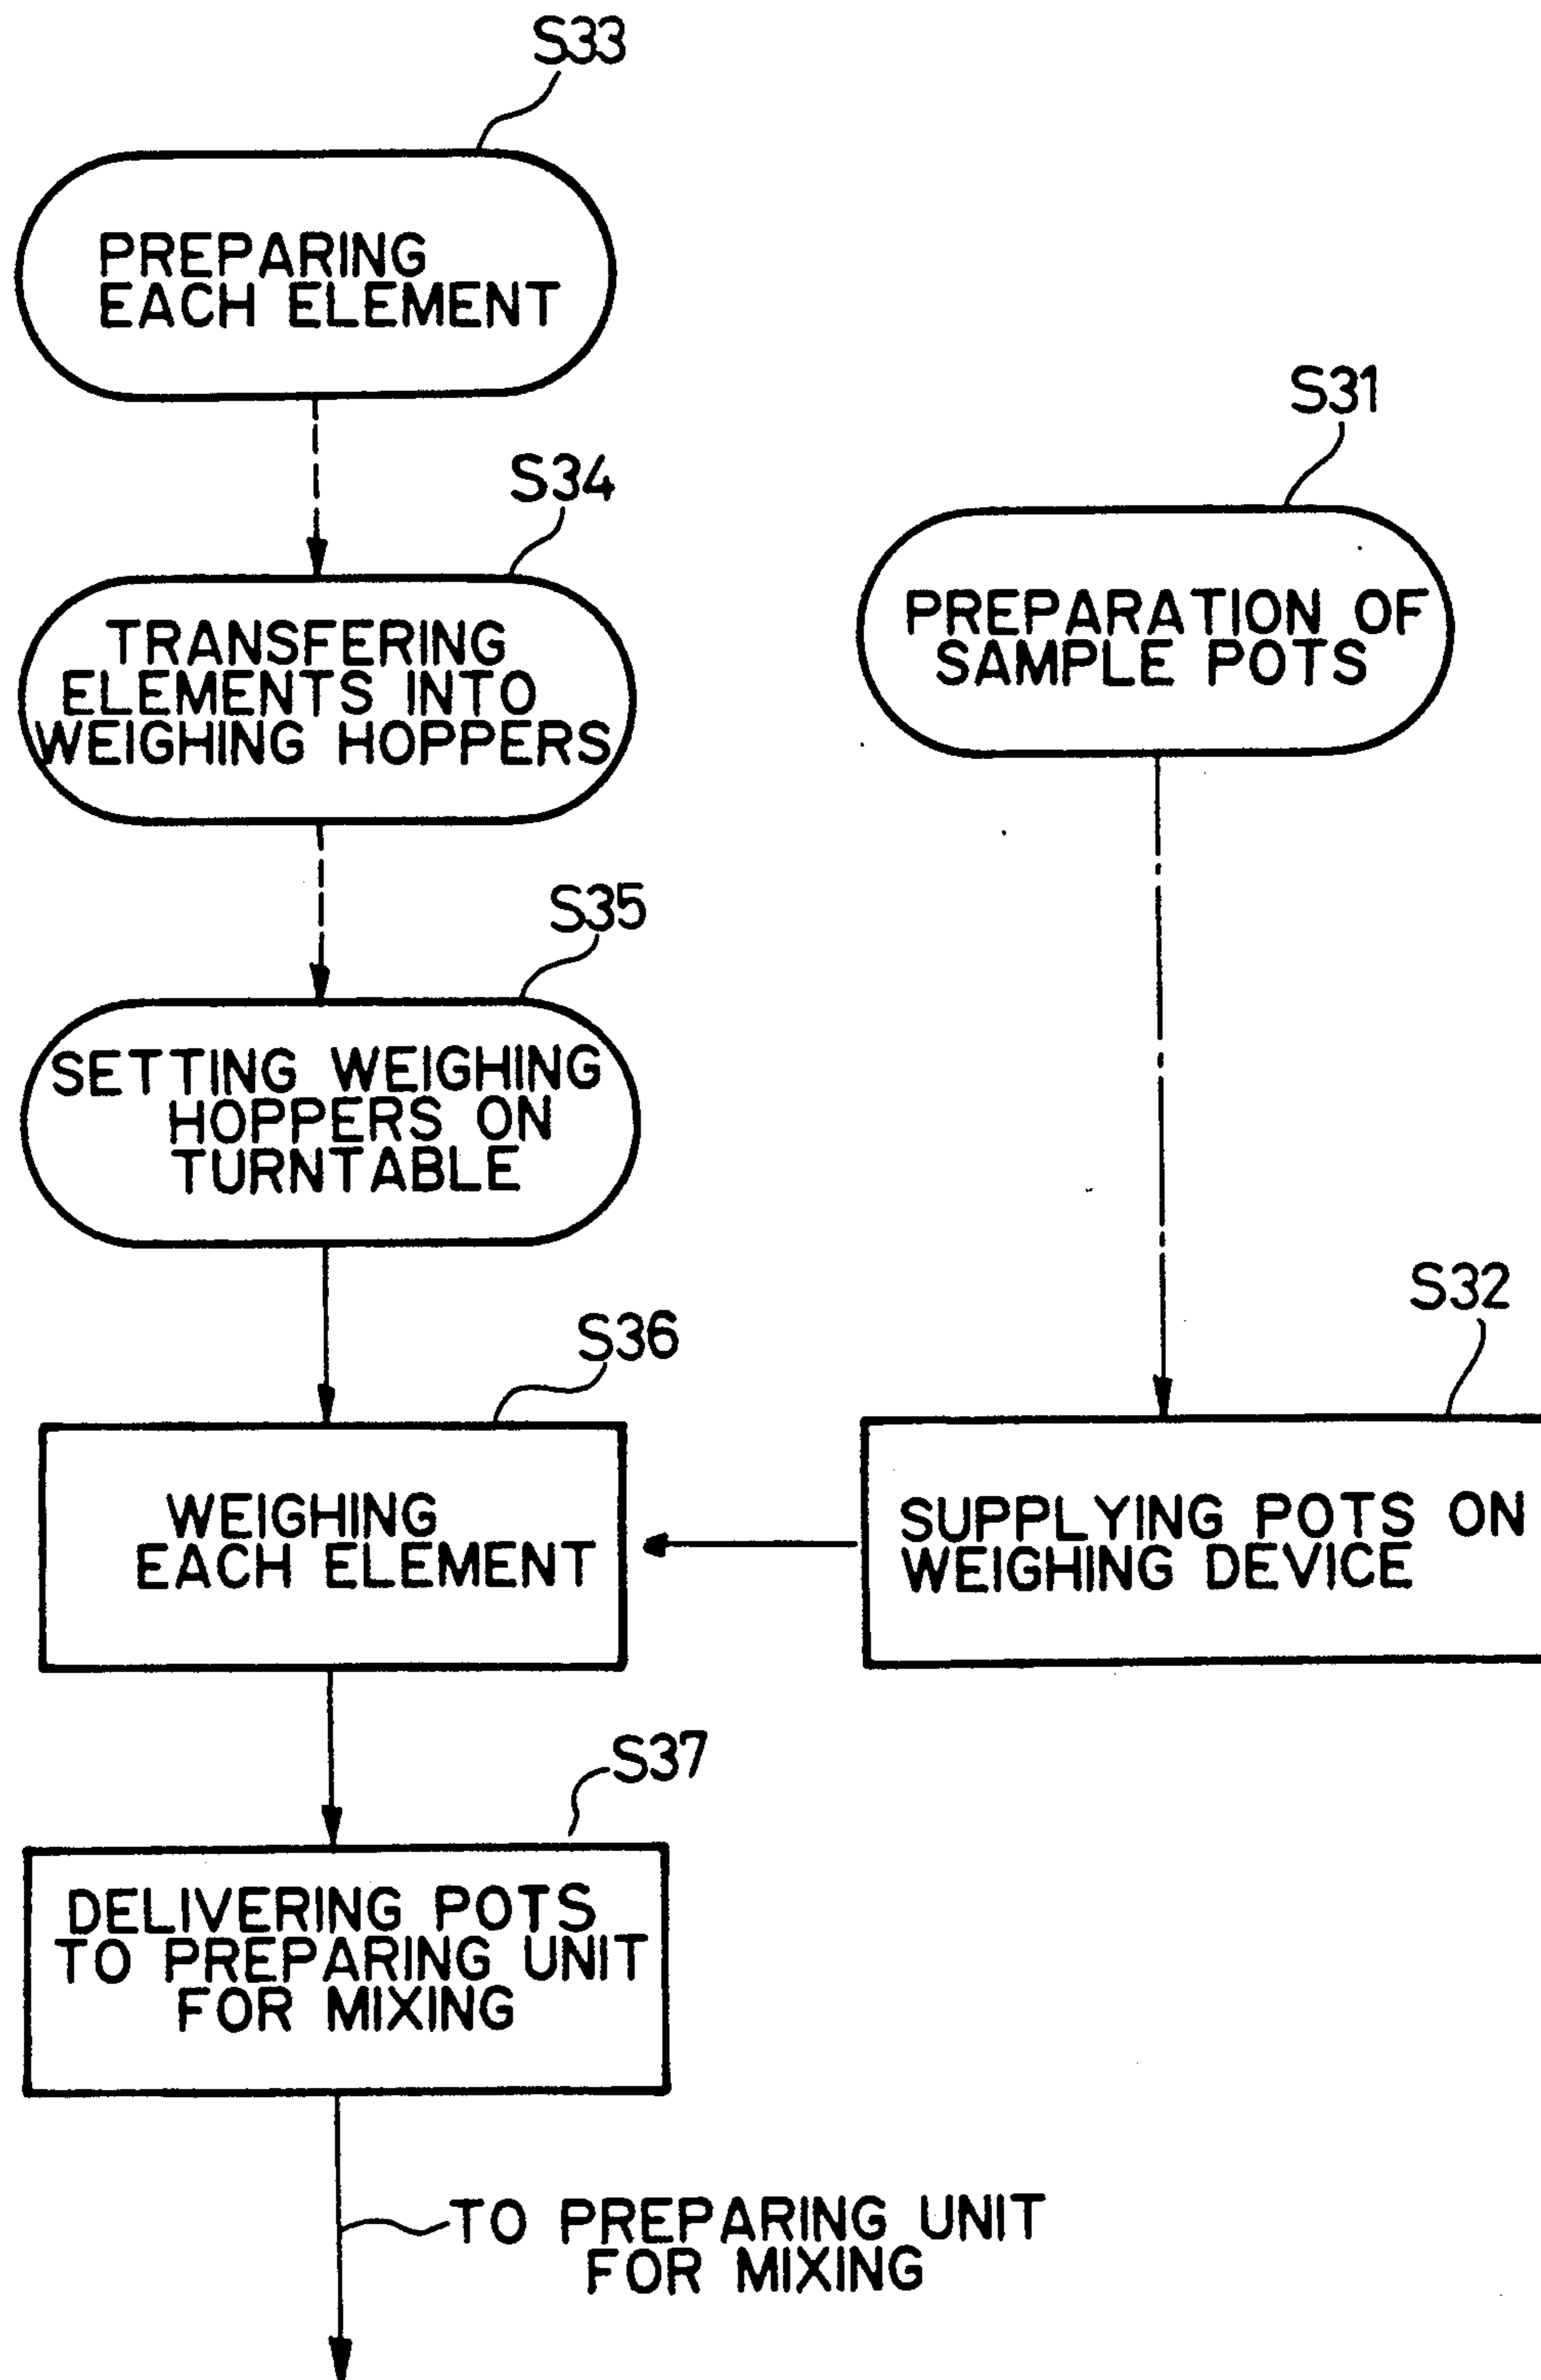 S33
PREPARING
EACH ELEMENT
S34
TRANSFERING
ELEMENTS INTO
WEIGHING HOPPERS
S35
SETTING WEIGHING
HOPPERS ON
TURNTABLE
S36
WEIGHING
EACH ELEMENT
S37
DELIVERING POTS
TO PREPARING UNIT
FOR MIXING
TO PREPARING UNIT
FOR MIXING
S31
PREPARATION OF
SAMPLE POTS
S32
SUPPLYING POTS ON
WEIGHING DEVICE